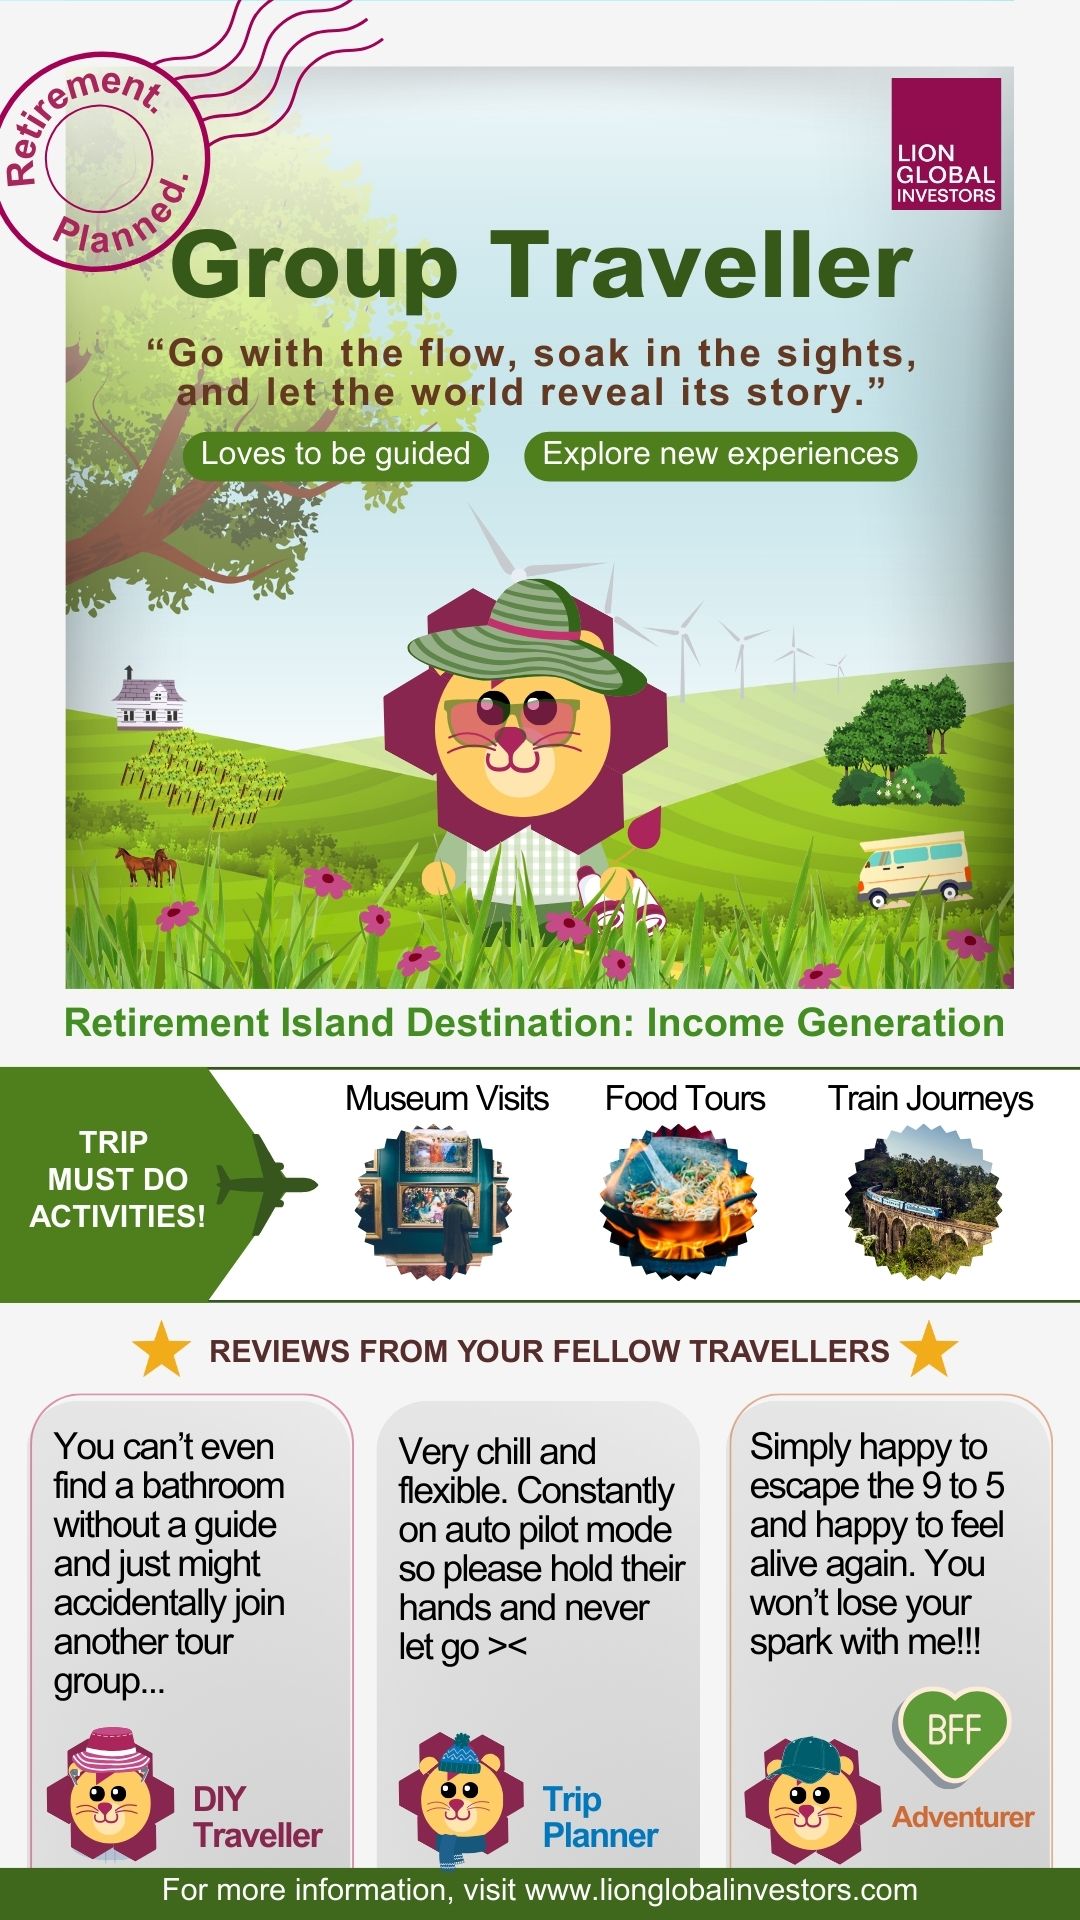 Retirement.
Planned.
LION
GLOBAL
INVESTORS
Group Traveller
“Go with the flow, soak in the sights,
and let the world reveal its story.”
Loves to be guided
Explore new experiences
Retirement Island Destination: Income Generation
TRIP
MUST DO
ACTIVITIES!
Museum Visits
Food Tours
Train Journeys
REVIEWS FROM YOUR FELLOW TRAVELLERS
You can’t even
find a bathroom
without a guide
and just might
accidentally join
another tour
group...
DIY
Traveller
Very chill and
flexible. Constantly
on auto pilot mode
so please hold their
hands and never
let go ><
Trip
Planner
Simply happy to
escape the 9 to 5
and happy to feel
alive again. You
won’t lose your
spark with me!!!
BFF
Adventurer
For more information, visit www.lionglobalinvestors.com